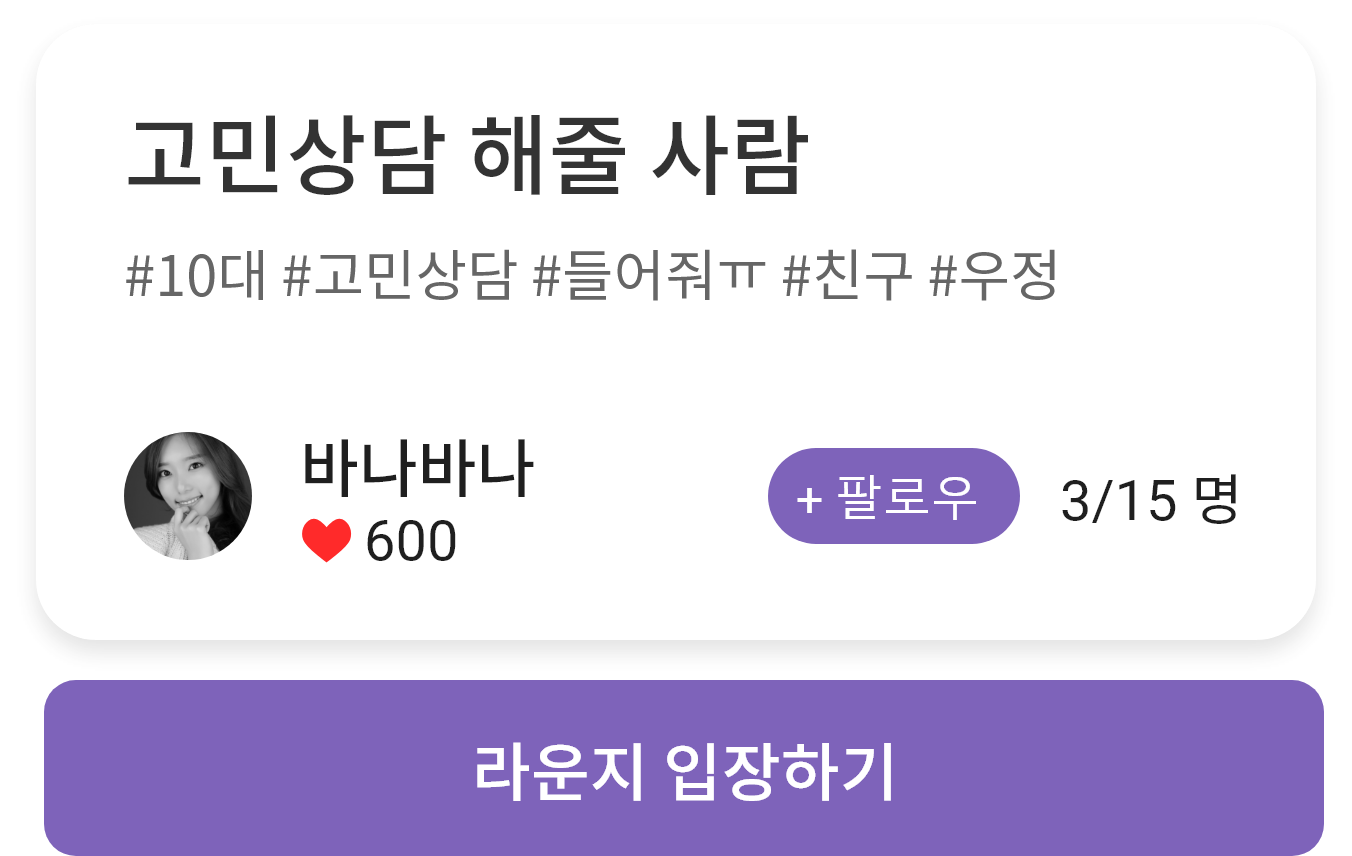 고민상담 해줄 사람
#10대 #고민상담 #들어줘ㅠ #친구 #우정
바나바나
600
+ 팔로우
3/15 명
라운지 입장하기